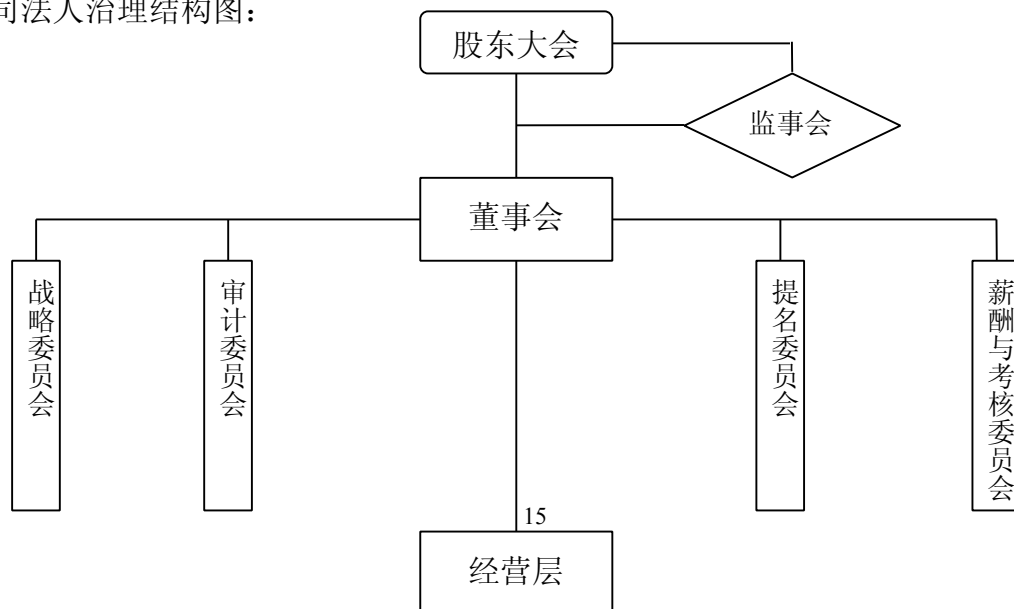 司法人治理结构图：
股东大会
监事会
董事会
战略委员会
审计委员会
提名委员会
薪酬与考核委员会
15
经营层